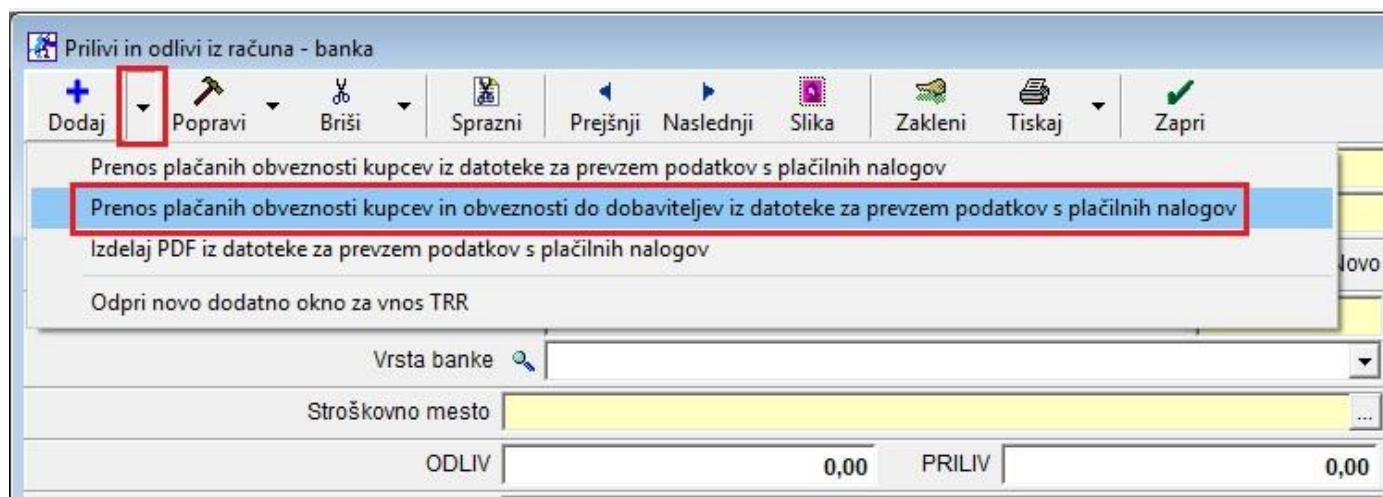 Prilivi in odlivi iz računa - banka
Dodaj Popravi Briši Sprazni Prejšnji Naslednji Slika Zakleni Tiskaj Zapri
Prenos plačanih obveznosti kupcev iz datoteke za prevzem podatkov s plačilnih nalogov
Prenos plačanih obveznosti kupcev in obveznosti do dobaviteljev iz datoteke za prevzem podatkov s plačilnih nalogov
Izdelaj PDF iz datoteke za prevzem podatkov s plačilnih nalogov
Odpri novo dodatno okno za vnos TRR
Vrsta banke
Stroškovno mesto ...
ODLIV 0,00 PRILIV 0,00